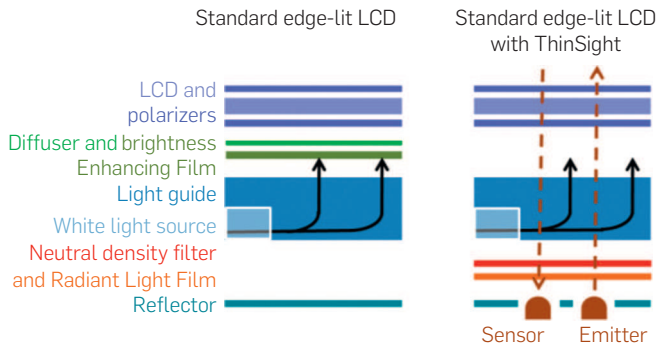 Standard edge-lit LCD
Standard edge-lit LCD
with ThinSight
LCD and
polarizers
Diffuser and brightness
Enhancing Film
Light guide
White light source
Neutral density filter
and Radiant Light Film
Reflector
Sensor
Emitter